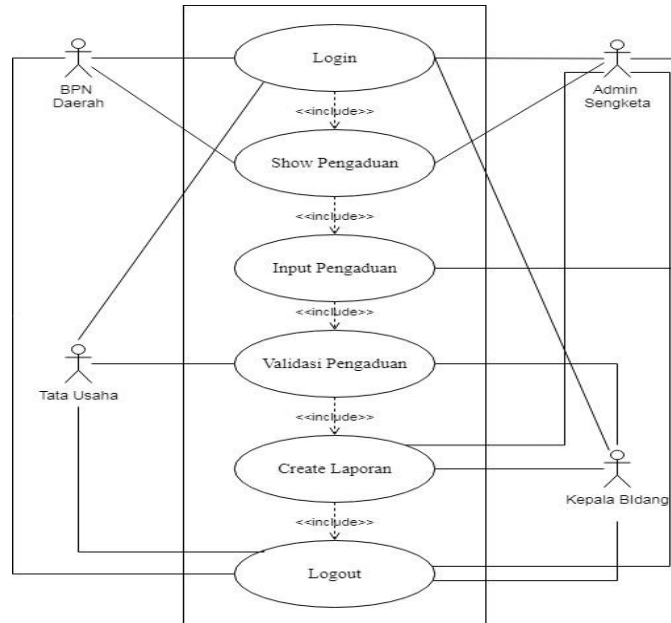 Login
BPN
Daerah
Admin
Sengketa
<<include>>
Show Pengaduan
<<include>>
Input Pengaduan
<<include>>
Validasi Pengaduan
Tata Usaha
<<include>>
Create Laporan
Kepala BIdang
<<include>>
Logout